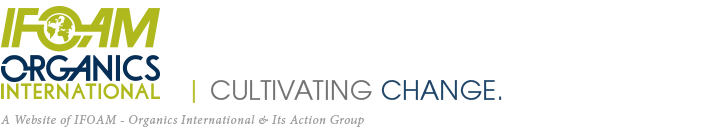 IFOAM
ORGANICS
INTERNATIONAL | CULTIVATING CHANGE.
A Website of IFOAM - Organics International & Its Action Group